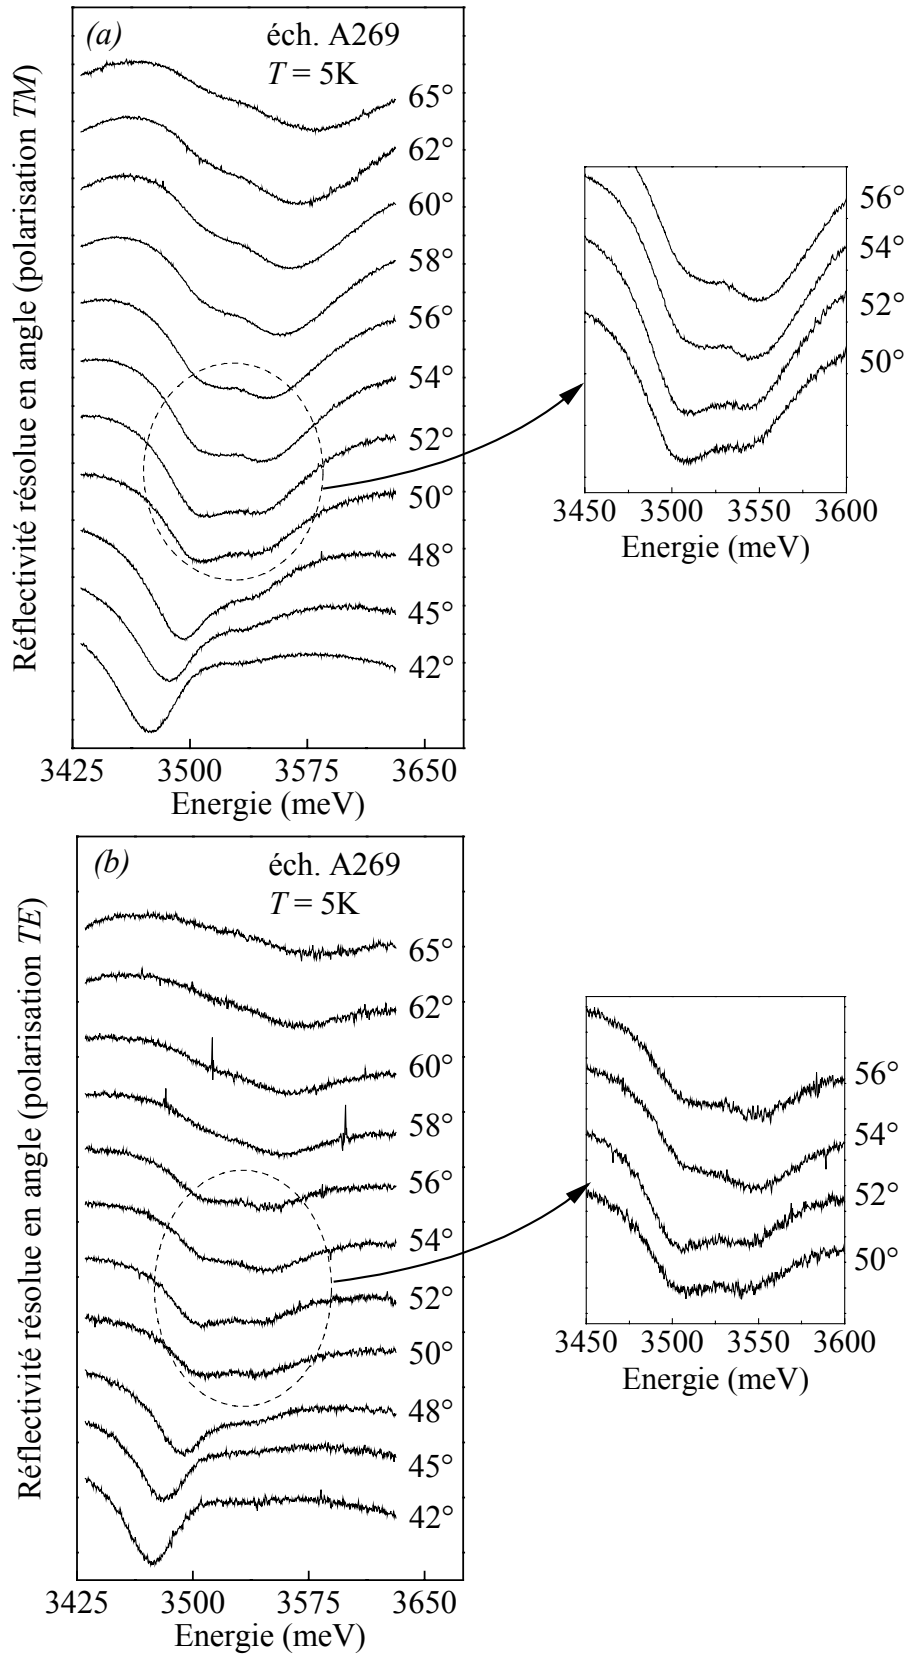 (a)
éch. A269
T = 5K
Réflectivité résolue en angle (polarisation TM)
65°
62°
60°
58°
56°
54°
52°
50°
48°
45°
42°
3425 3500 3575 3650
Energie (meV)
56°
54°
52°
50°
3450 3500 3550 3600
Energie (meV)
(b)
éch. A269
T = 5K
Réflectivité résolue en angle (polarisation TE)
65°
62°
60°
58°
56°
54°
52°
50°
48°
45°
42°
3425 3500 3575 3650
Energie (meV)
56°
54°
52°
50°
3450 3500 3550 3600
Energie (meV)